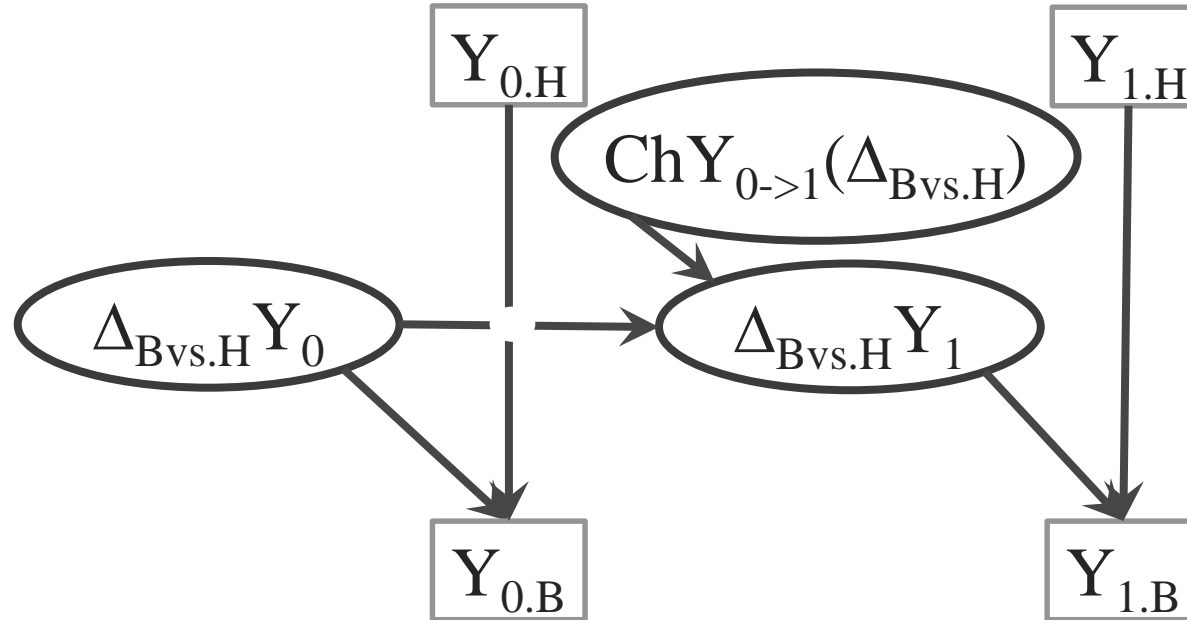 Y0.H
Y1.H
ChY0->1(ΔBvs.H)
ΔBvs.HY0
ΔBvs.HY1
Y0.B
Y1.B